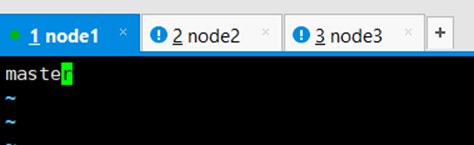 1 node1 × 2 node2 × 3 node3 × +
master
~
~
~